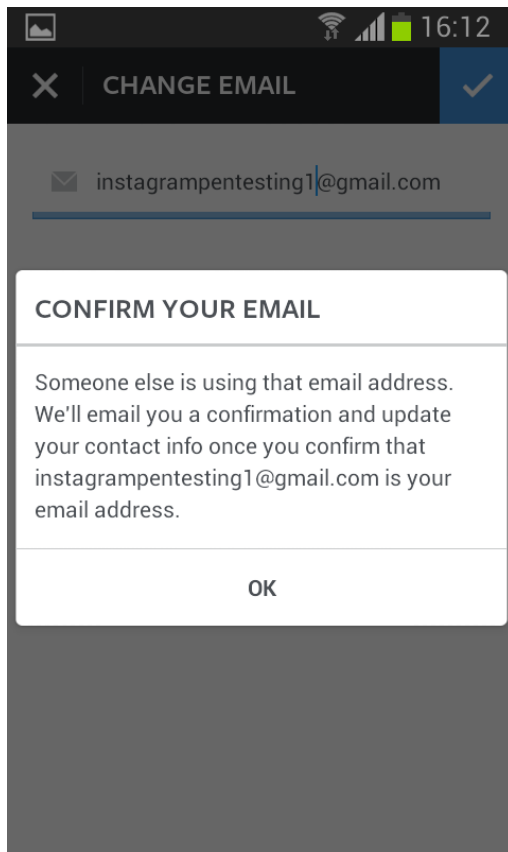 16:12
CHANGE EMAIL
instagrampentesting1@gmail.com
CONFIRM YOUR EMAIL
Someone else is using that email address.
We'll email you a confirmation and update
your contact info once you confirm that
instagrampentesting1@gmail.com is your
email address.
OK